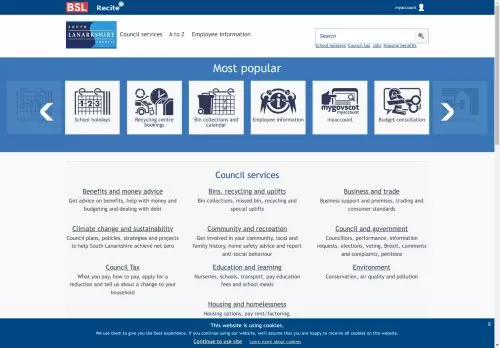 BSL
Recite
myaccount
SOUTH
LANARKSHIRE
COUNCIL
Council services
A to Z
Employee information
Search
School holidays
Council tax
Jobs
Housing benefits
Most popular
School holidays
Recycling centre
bookings
Bin collections and
calendar
Employee information
mygovscot
myaccount
myaccount
Budget consultation
Council services
Benefits and money advice
Get advice on benefits, help with money and
budgeting and dealing with debt
Bins, recycling and uplifts
Bin collections, missed bin, recycling and
special uplifts
Business and trade
Business support and premises, trading and
consumer standards
Climate change and sustainability
Council plans, policies, strategies and projects
to help South Lanarkshire achieve net zero
Community and recreation
Get involved in your community, local and
family history, home safety advice and report
anti-social behaviour
Council and government
Councillors, performance, information
requests, elections, voting, Brexit, comments
and complaints, petitions
Council Tax
What you pay, how to pay, apply for a
reduction and tell us about a change to your
household
Education and learning
Nurseries, schools, transport, pay education
fees and school meals
Environment
Conservation, air quality and pollution
Housing and homelessness
Housing options, pay rent/factoring,
This website is using cookies.
We use them to give you the best experience. If you continue using our website, we'll assume that you are happy to receive all cookies on this website.
Continue to use site
Learn more about cookies